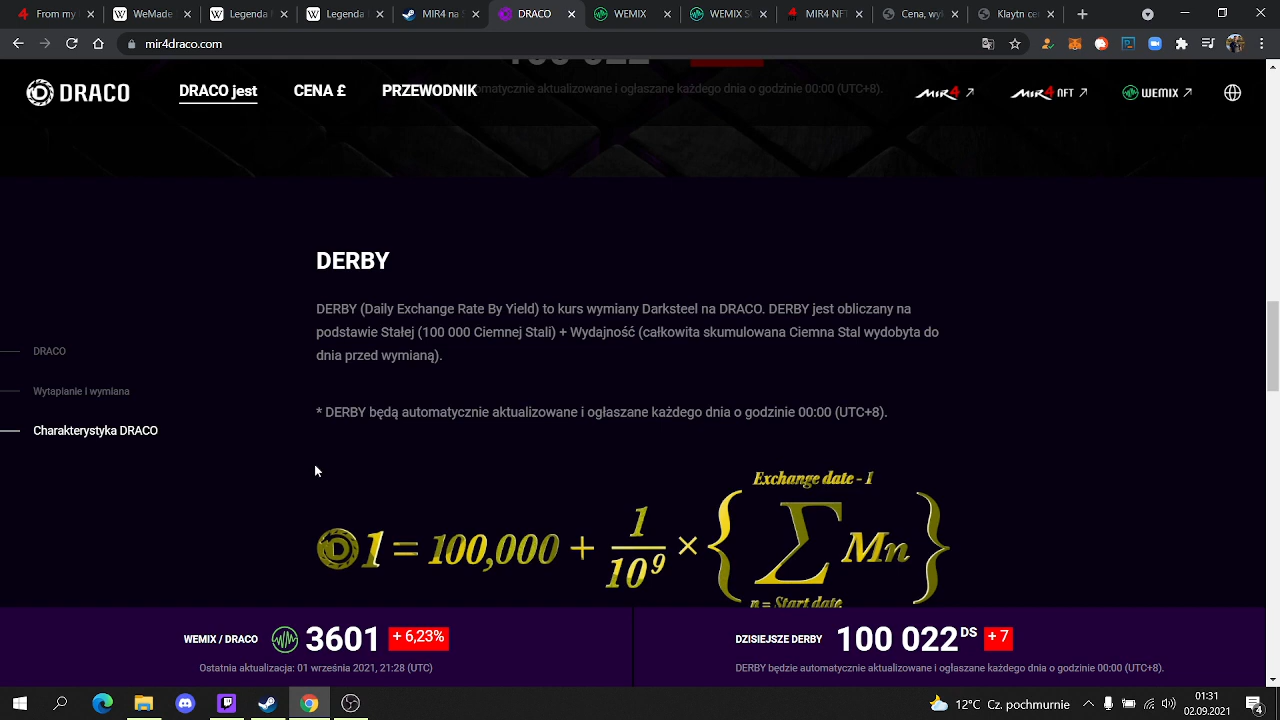 From my
W Wemade
W Legend
MIR4 na S
DRACO
WEMIX
WEMIX S
MIR4 NFT
Cena, wy
Klaytn ce
mir4draco.com
DRACO
DRACO jest
CENA £
PRZEWODNIK
MIR4 ↗
MIR4 NFT ↗
WEMIX ↗
100 022
automatycznie aktualizowane i ogłaszane każdego dnia o godzinie 00:00 (UTC+8).
DERBY
DERBY (Daily Exchange Rate By Yield) to kurs wymiany Darksteel na DRACO. DERBY jest obliczany na
podstawie Stałej (100 000 Ciemnej Stali) + Wydajność (całkowita skumulowana Ciemna Stal wydobyta do
dnia przed wymianą).
* DERBY będą automatycznie aktualizowane i ogłaszane każdego dnia o godzinie 00:00 (UTC+8).
DRACO
Wytapianie i wymiana
Charakterystyka DRACO
Exchange date - 1
D 1 = 100,000 + 1/10⁹ × { Σ Mn }
n = Start date
WEMIX / DRACO 3601 + 6,23%
Ostatnia aktualizacja: 01 września 2021, 21:28 (UTC)
DZISIEJSZE DERBY 100 022 DS + 7
DERBY będzie automatycznie aktualizowane i ogłaszane każdego dnia o godzinie 00:00 (UTC+8).
12°C Cz. pochmurnie
01:31
02.09.2021